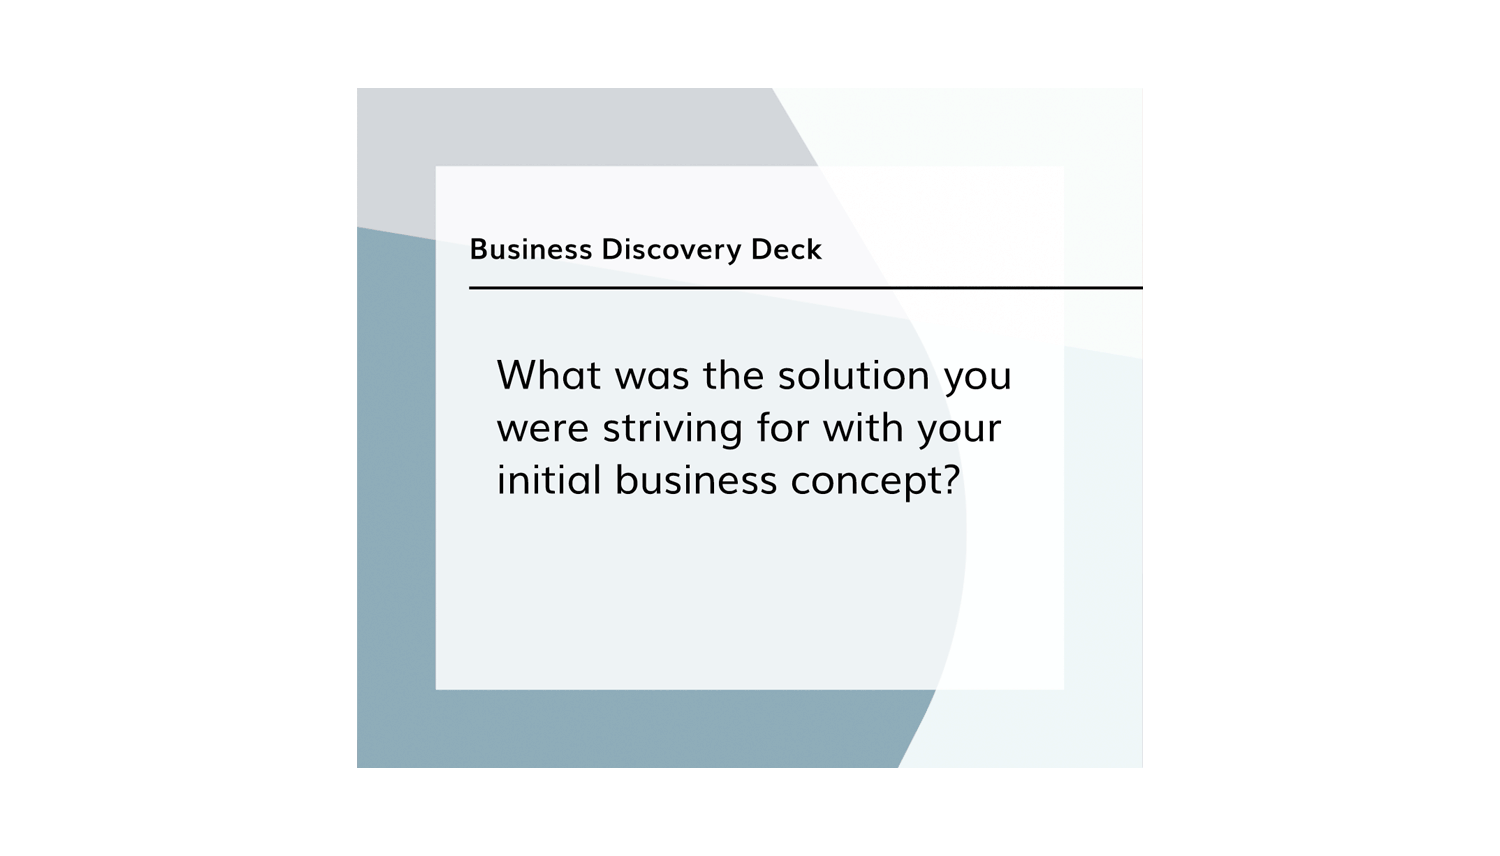 Business Discovery Deck
What was the solution you
were striving for with your
initial business concept?